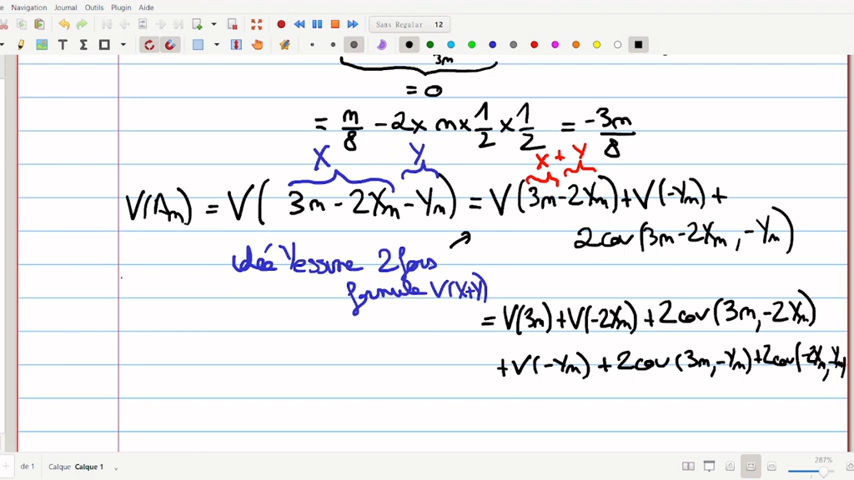 Navigation Journal Outils Plugin Aide
Sans Regular 12
3m
= 0
= m/8 - 2 x m x 1/2 x 1/2 = -3m/8
X Y X + Y
V(Am) = V( 3m - 2Xm - Ym) = V(3m - 2Xm) + V(-Ym) +
2cov(3m - 2Xm, -Ym)
idée 2 fois
formule V(X+Y)
= V(3m) + V(-2Xm) + 2cov(3m, -2Xm)
+ V(-Ym) + 2cov(3m, -Ym) + 2cov(-2Xm, -Ym)
de 1 Calque Calque 1 287%